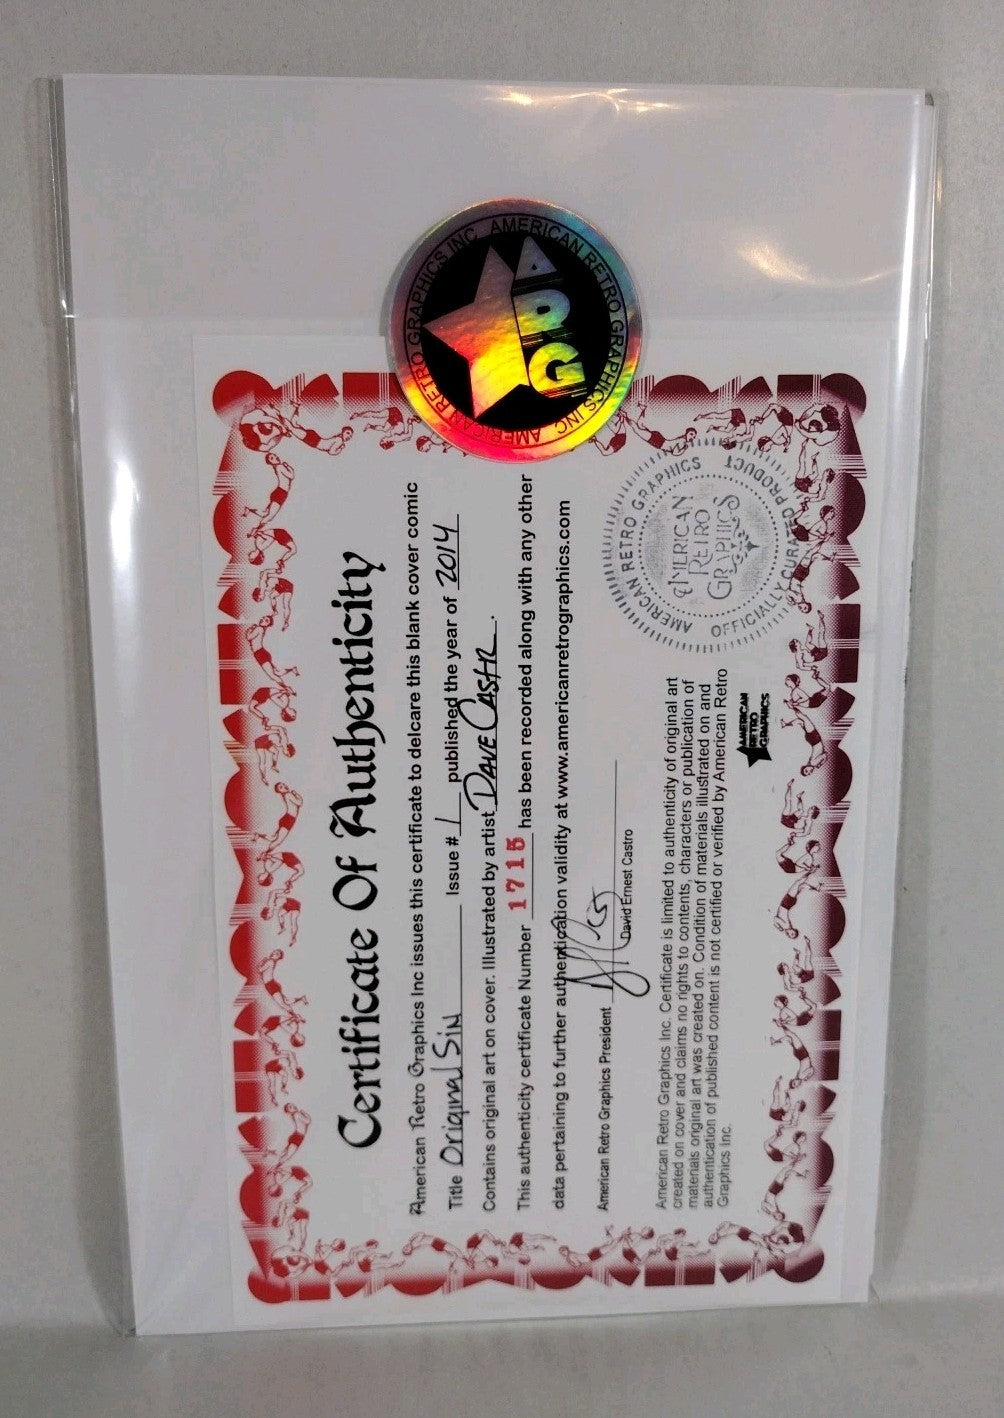 AMERICAN RETRO GRAPHICS INC. AMERICAN RETRO GRAPHICS INC.
ARG
Certificate Of Authenticity
American Retro Graphics Inc issues this certificate to delcare this blank cover comic
Title Original Sin Issue # 1 published the year of 2014
Contains original art on cover. Illustrated by artist Dave Castr.
This authenticity certificate Number 1715 has been recorded along with any other
data pertaining to further authentication validity at www.americanretrographics.com
American Retro Graphics President
David Ernest Castro
American Retro Graphics Inc. Certificate is limited to authenticity of original art
created on cover and claims no rights to contents, characters or publication of
materials original art was created on. Condition of materials illustrated on and
authentication of published content is not certified or verified by American Retro
Graphics Inc.
AMERICAN
RETRO
GRAPHICS
AMERICAN RETRO GRAPHICS
OFFICIALLY CURATED PRODUCT
AMERICAN
RETRO
GRAPHICS